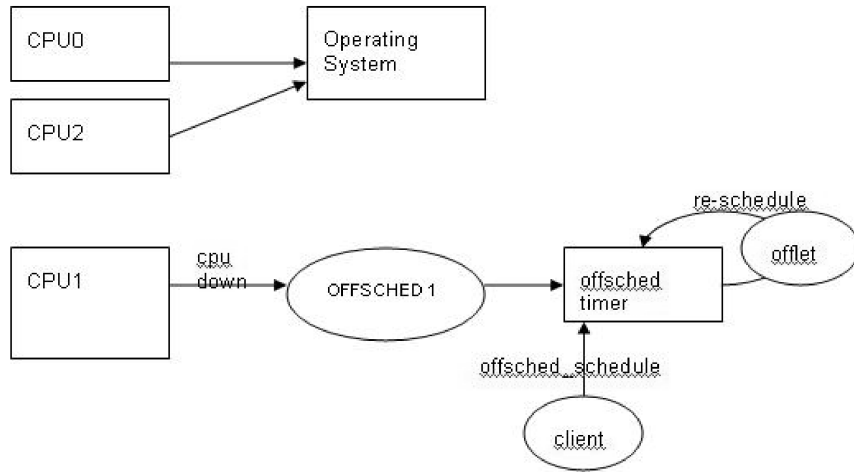 CPU0
Operating
System
CPU2
re-schedule
CPU1
cpu
down
OFFSCHED 1
offsched
timer
offlet
offsched_schedule
client